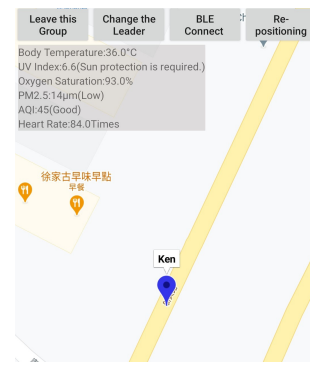 Leave this
Group
Change the
Leader
BLE
Connect
Re-
positioning
Body Temperature:36.0°C
UV Index:6.6(Sun protection is required.)
Oxygen Saturation:93.0%
PM2.5:14μm(Low)
AQI:45(Good)
Heart Rate:84.0Times
徐家古早味早點
早餐
Ken